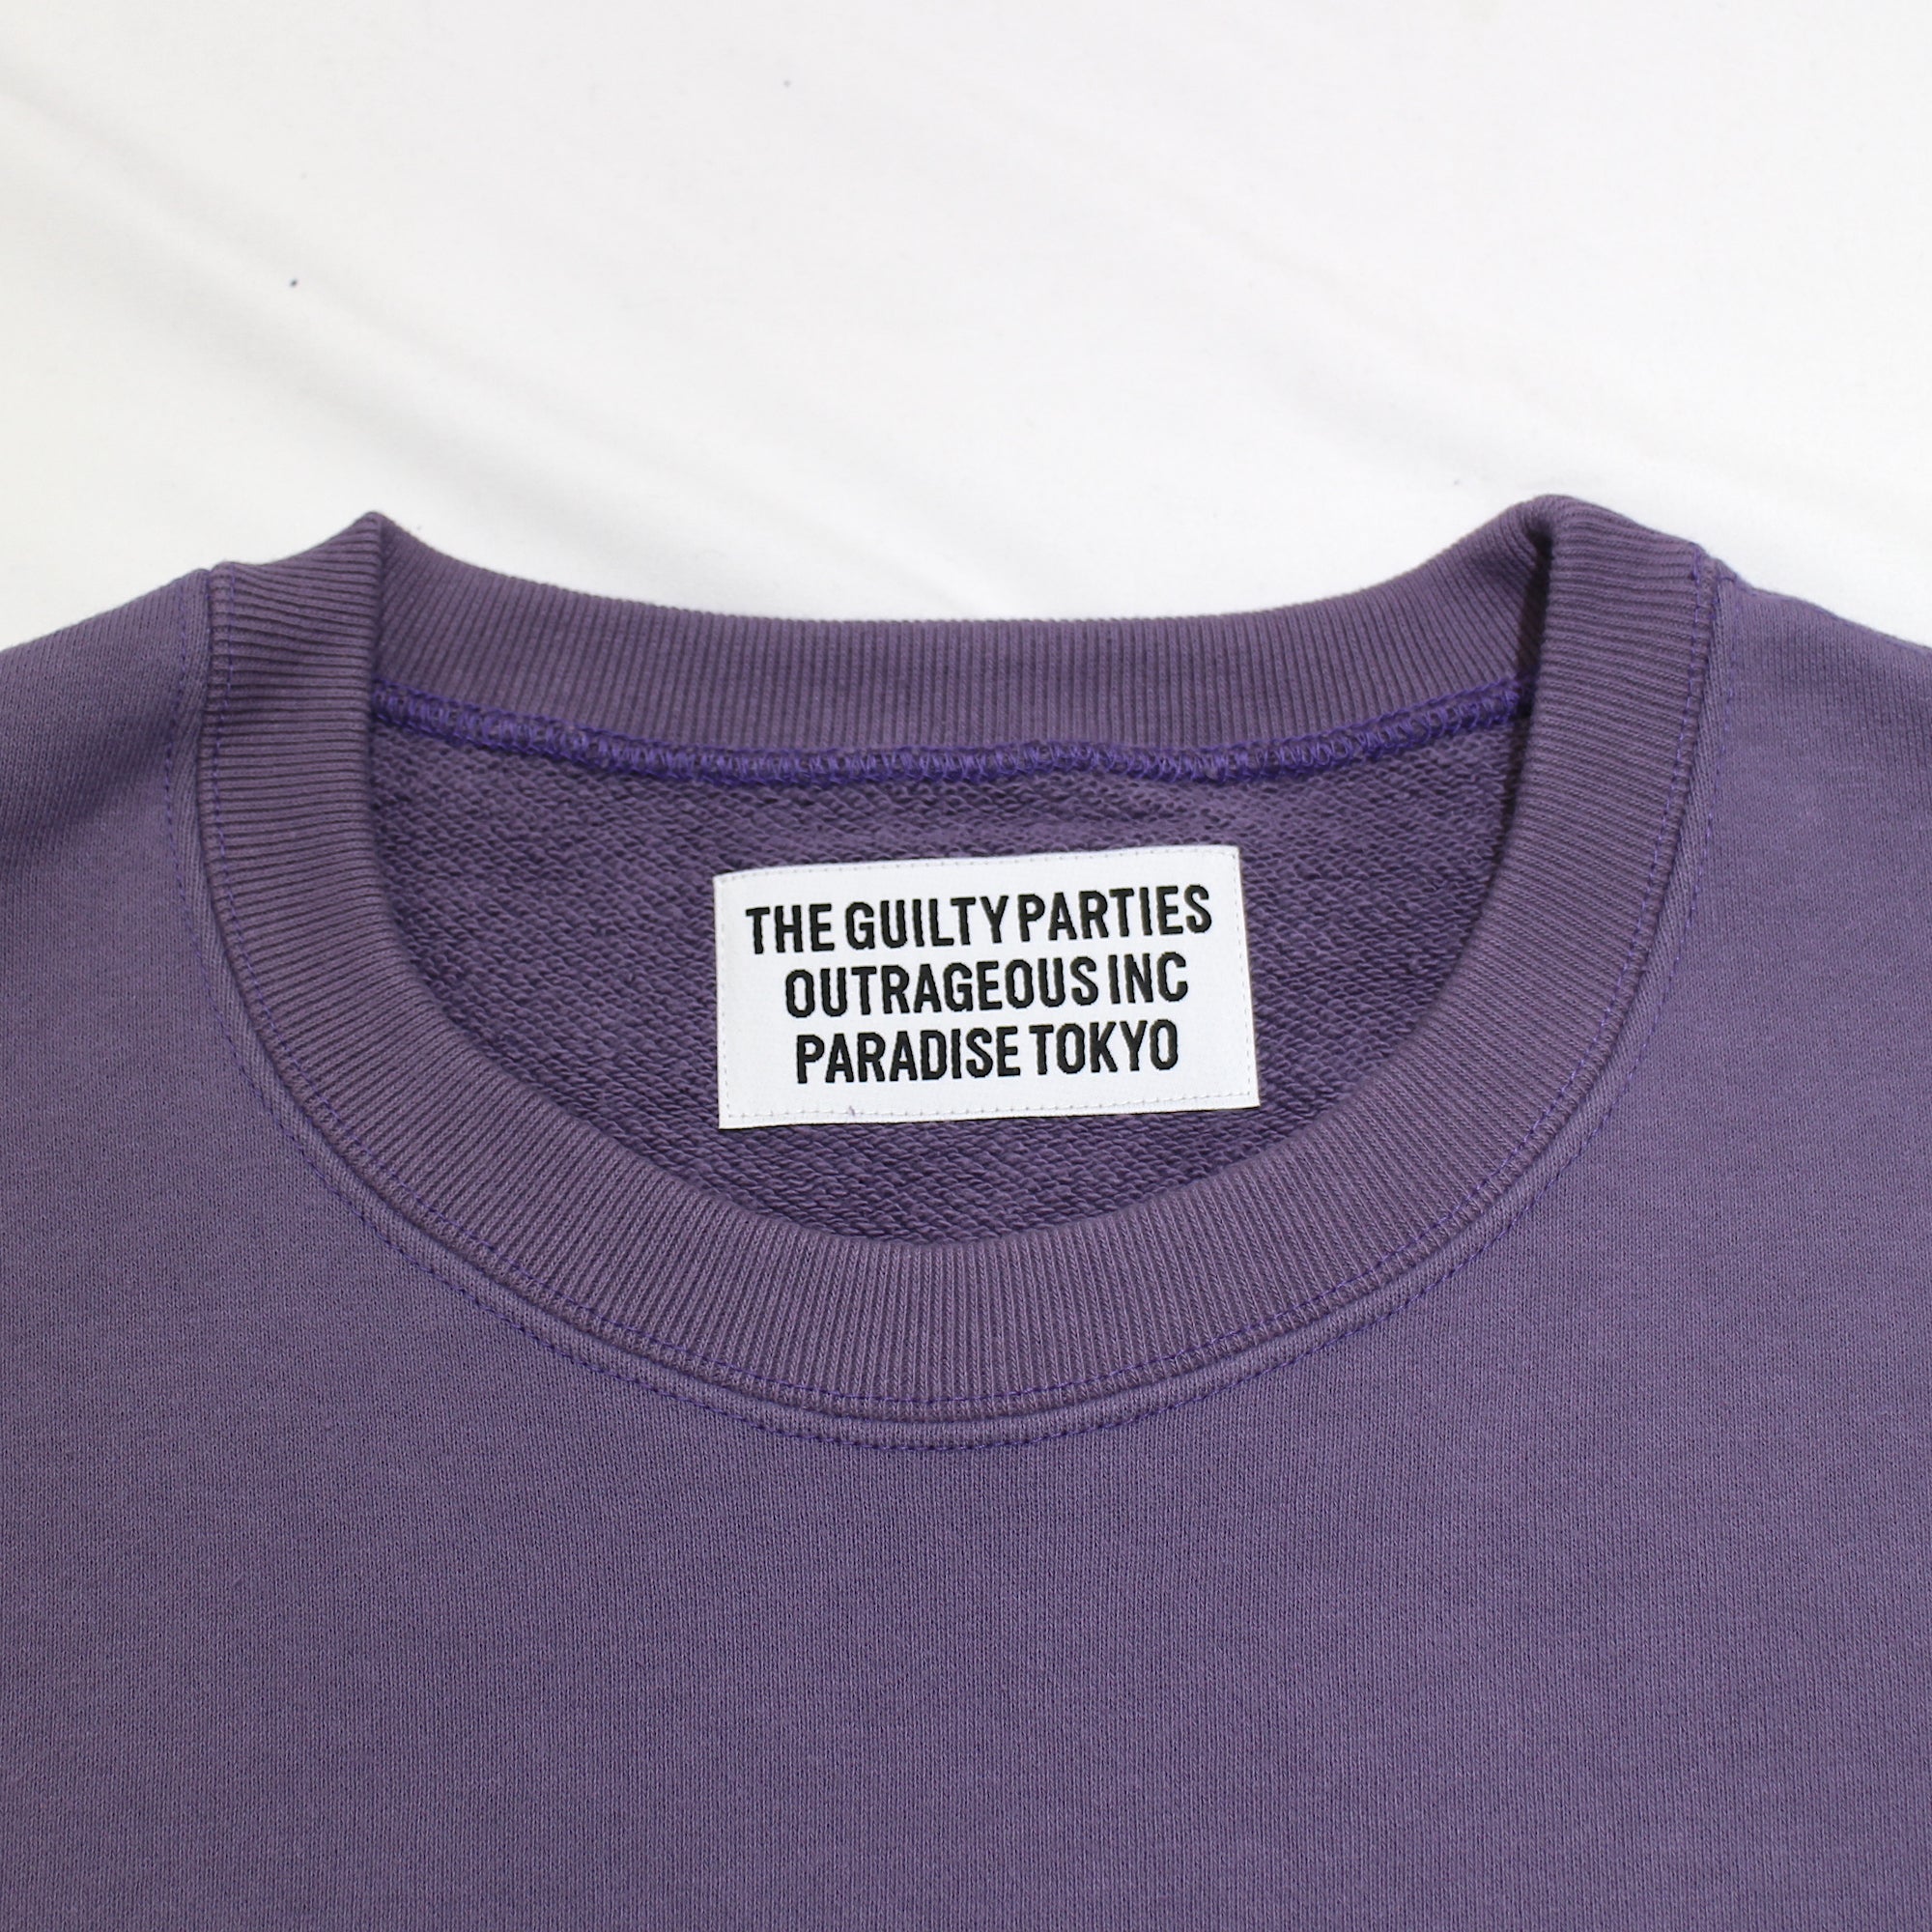 THE GUILTY PARTIES
OUTRAGEOUS INC
PARADISE TOKYO